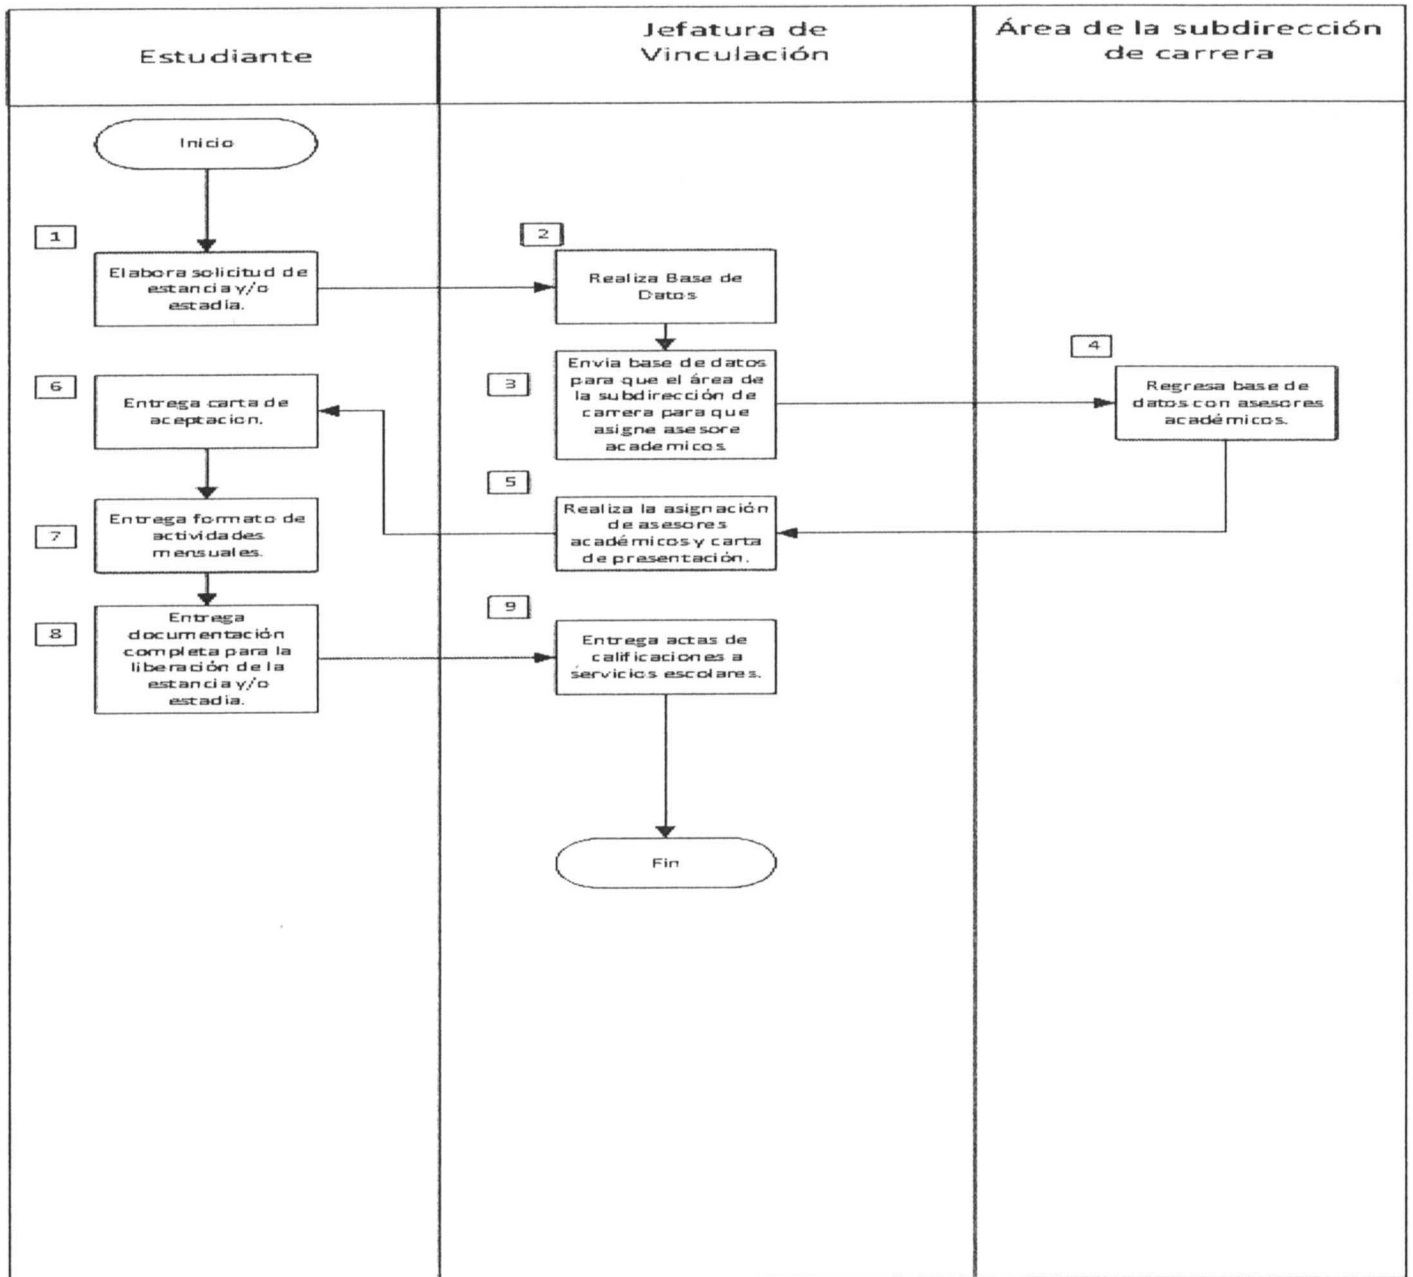 Estudiante
Jefatura de
Vinculación
Área de la subdirección
de carrera
Inicio
1
Elabora solicitud de
estancia y/o
estadía.
2
Realiza Base de
Datos
3
Envia base de datos
para que el área de
la subdirección de
carrera para que
asigne asesore
academicos
4
Regresa base de
datos con asesores
académicos.
5
Realiza la asignación
de asesores
académicos y carta
de presentación.
6
Entrega carta de
aceptacion.
7
Entrega formato de
actividades
mensuales.
8
Entrega
documentación
completa para la
liberación de la
estancia y/o
estadía.
9
Entrega actas de
calificaciones a
servicios escolares.
Fin